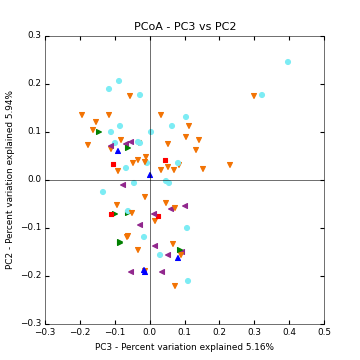 PCoA - PC3 vs PC2
0.3
0.2
0.1
0.0
−0.1
−0.2
−0.3
PC2 - Percent variation explained 5.94%
−0.3 −0.2 −0.1 0.0 0.1 0.2 0.3 0.4 0.5
PC3 - Percent variation explained 5.16%